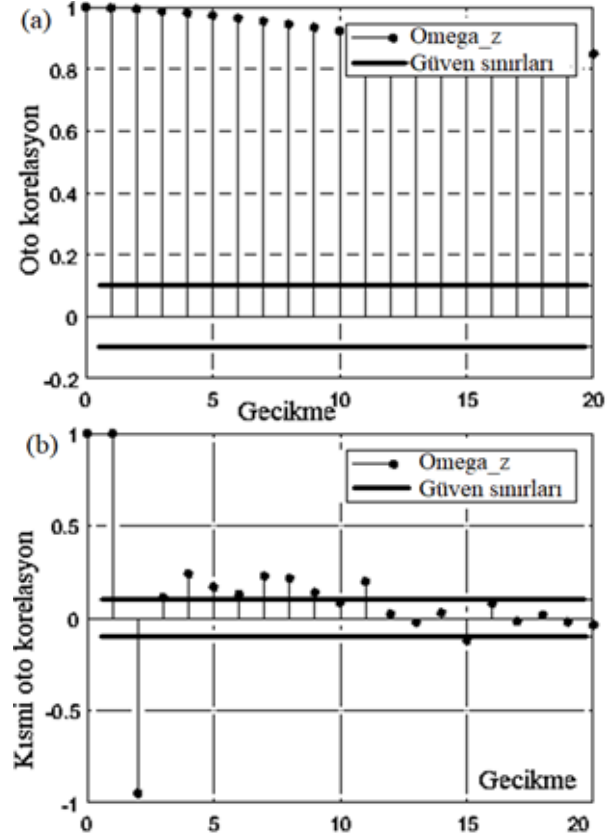 (a)
1
0.8
0.6
0.4
0.2
0
-0.2
Oto korelasyon
Omega_z
Güven sınırları
0
5
10
15
20
Gecikme
(b)
1
0.5
0
-0.5
-1
Kısmi oto korelasyon
Omega_z
Güven sınırları
Gecikme
0
5
10
15
20